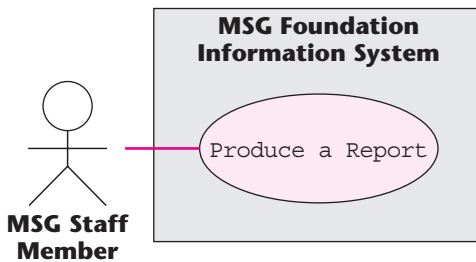 MSG Foundation
Information System
Produce a Report
MSG Staff
Member